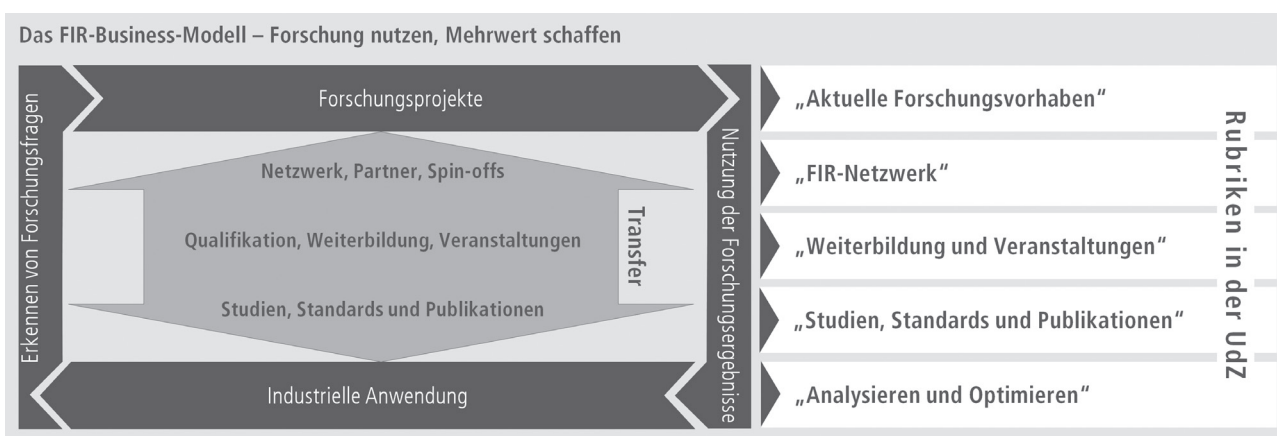 Das FIR-Business-Modell – Forschung nutzen, Mehrwert schaffen
Erkennen von Forschungsfragen
Forschungsprojekte
Netzwerk, Partner, Spin-offs
Qualifikation, Weiterbildung, Veranstaltungen
Studien, Standards und Publikationen
Transfer
Industrielle Anwendung
Nutzung der Forschungsergebnisse
„Aktuelle Forschungsvorhaben“
„FIR-Netzwerk“
„Weiterbildung und Veranstaltungen“
„Studien, Standards und Publikationen“
„Analysieren und Optimieren“
Rubriken in der UdZ